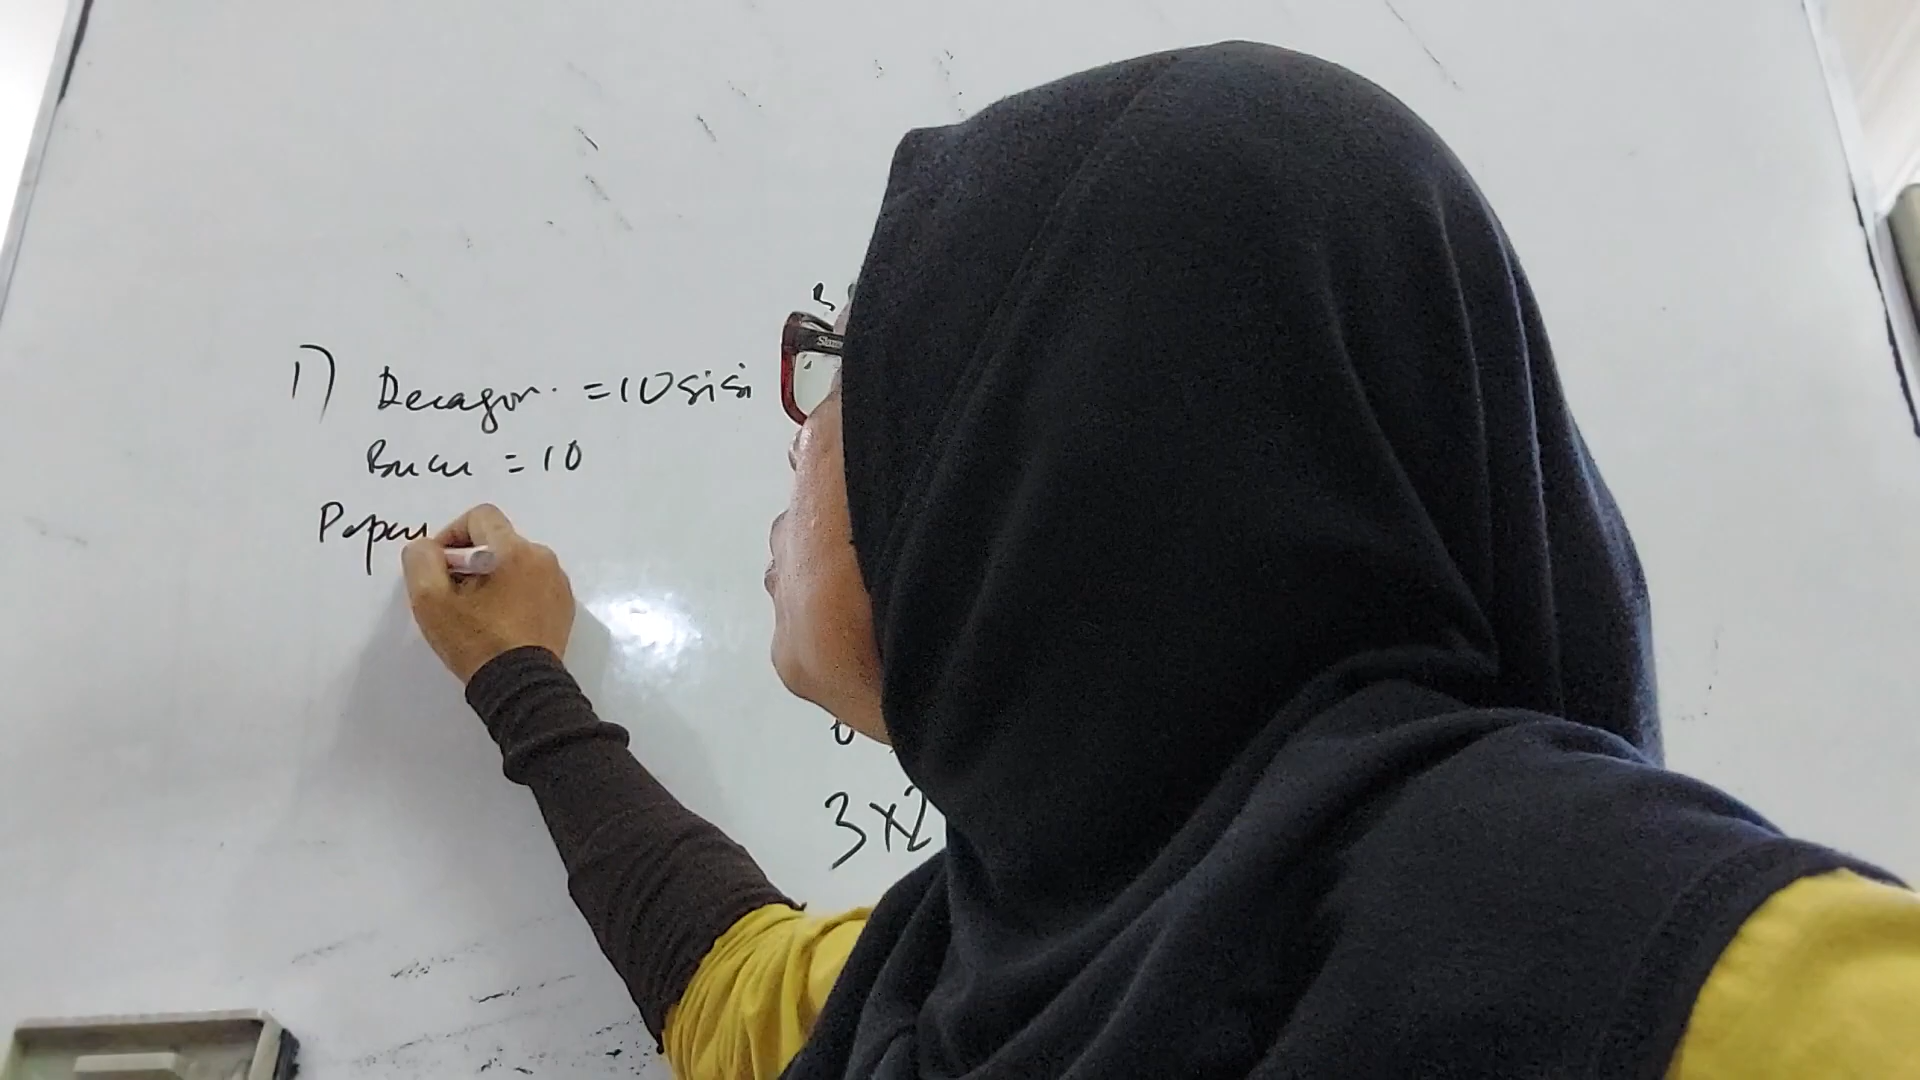 1) Decagon. = 10 sisi
Bucu = 10
Pepen
3x2